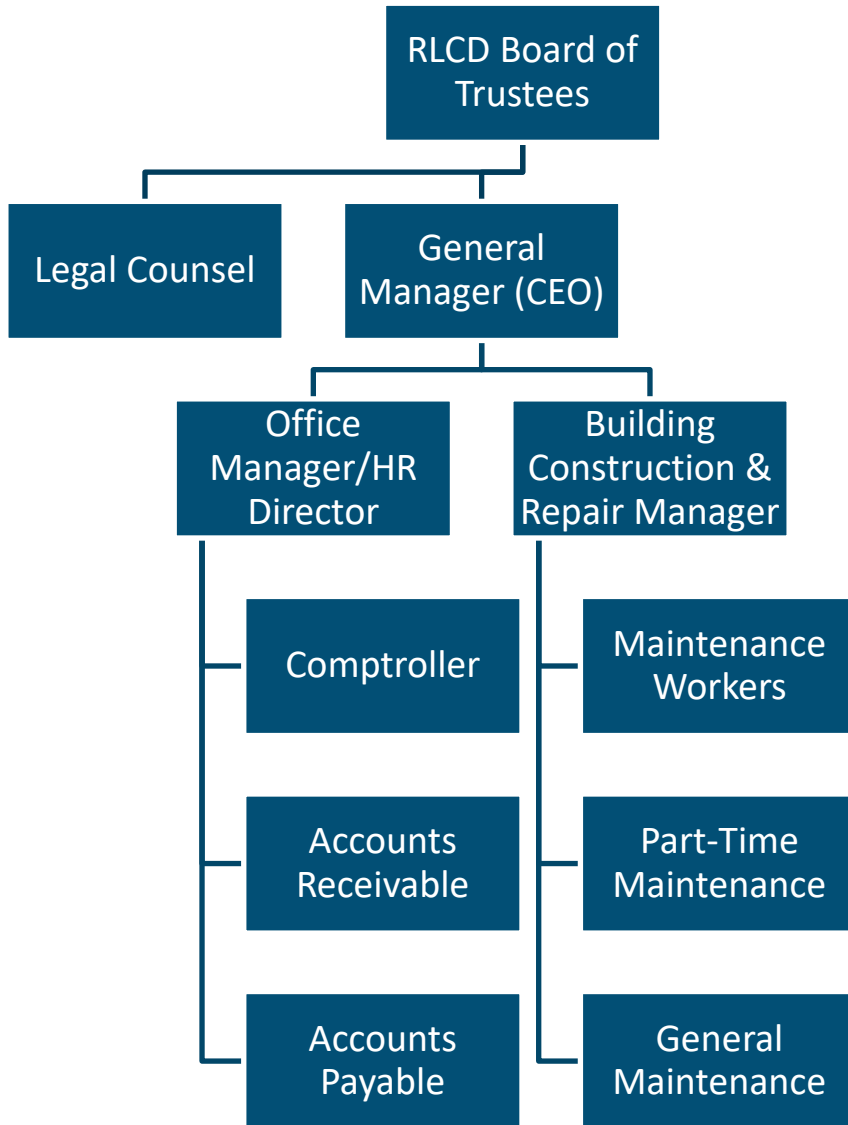 RLCD Board of
Trustees
Legal Counsel
General
Manager (CEO)
Office
Manager/HR
Director
Building
Construction &
Repair Manager
Comptroller
Maintenance
Workers
Accounts
Receivable
Part-Time
Maintenance
Accounts
Payable
General
Maintenance